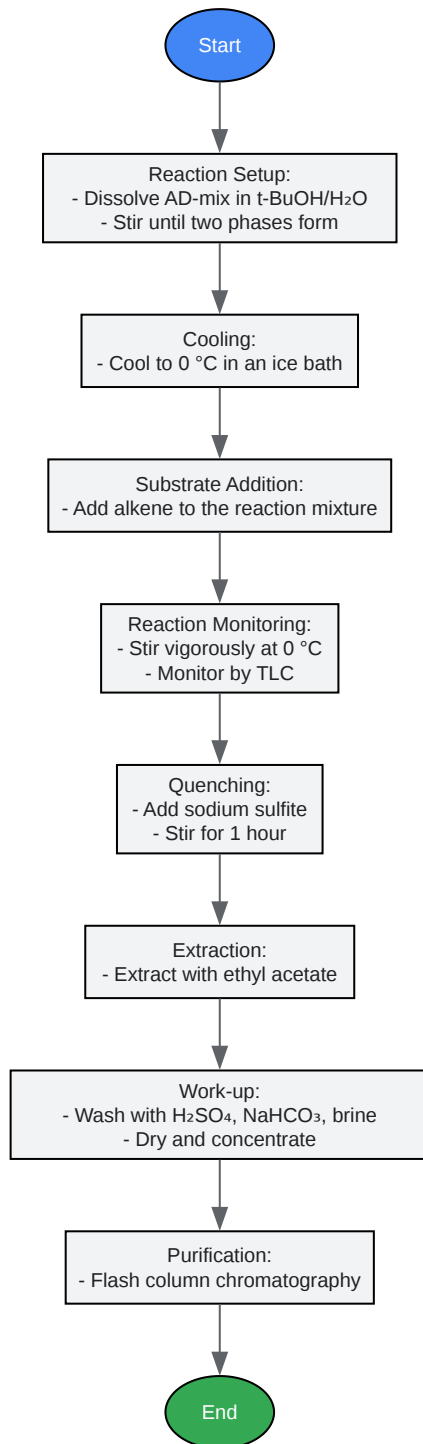 Start
Reaction Setup:
- Dissolve AD-mix in t-BuOH/H₂O
- Stir until two phases form
Cooling:
- Cool to 0 °C in an ice bath
Substrate Addition:
- Add alkene to the reaction mixture
Reaction Monitoring:
- Stir vigorously at 0 °C
- Monitor by TLC
Quenching:
- Add sodium sulfite
- Stir for 1 hour
Extraction:
- Extract with ethyl acetate
Work-up:
- Wash with H₂SO₄, NaHCO₃, brine
- Dry and concentrate
Purification:
- Flash column chromatography
End